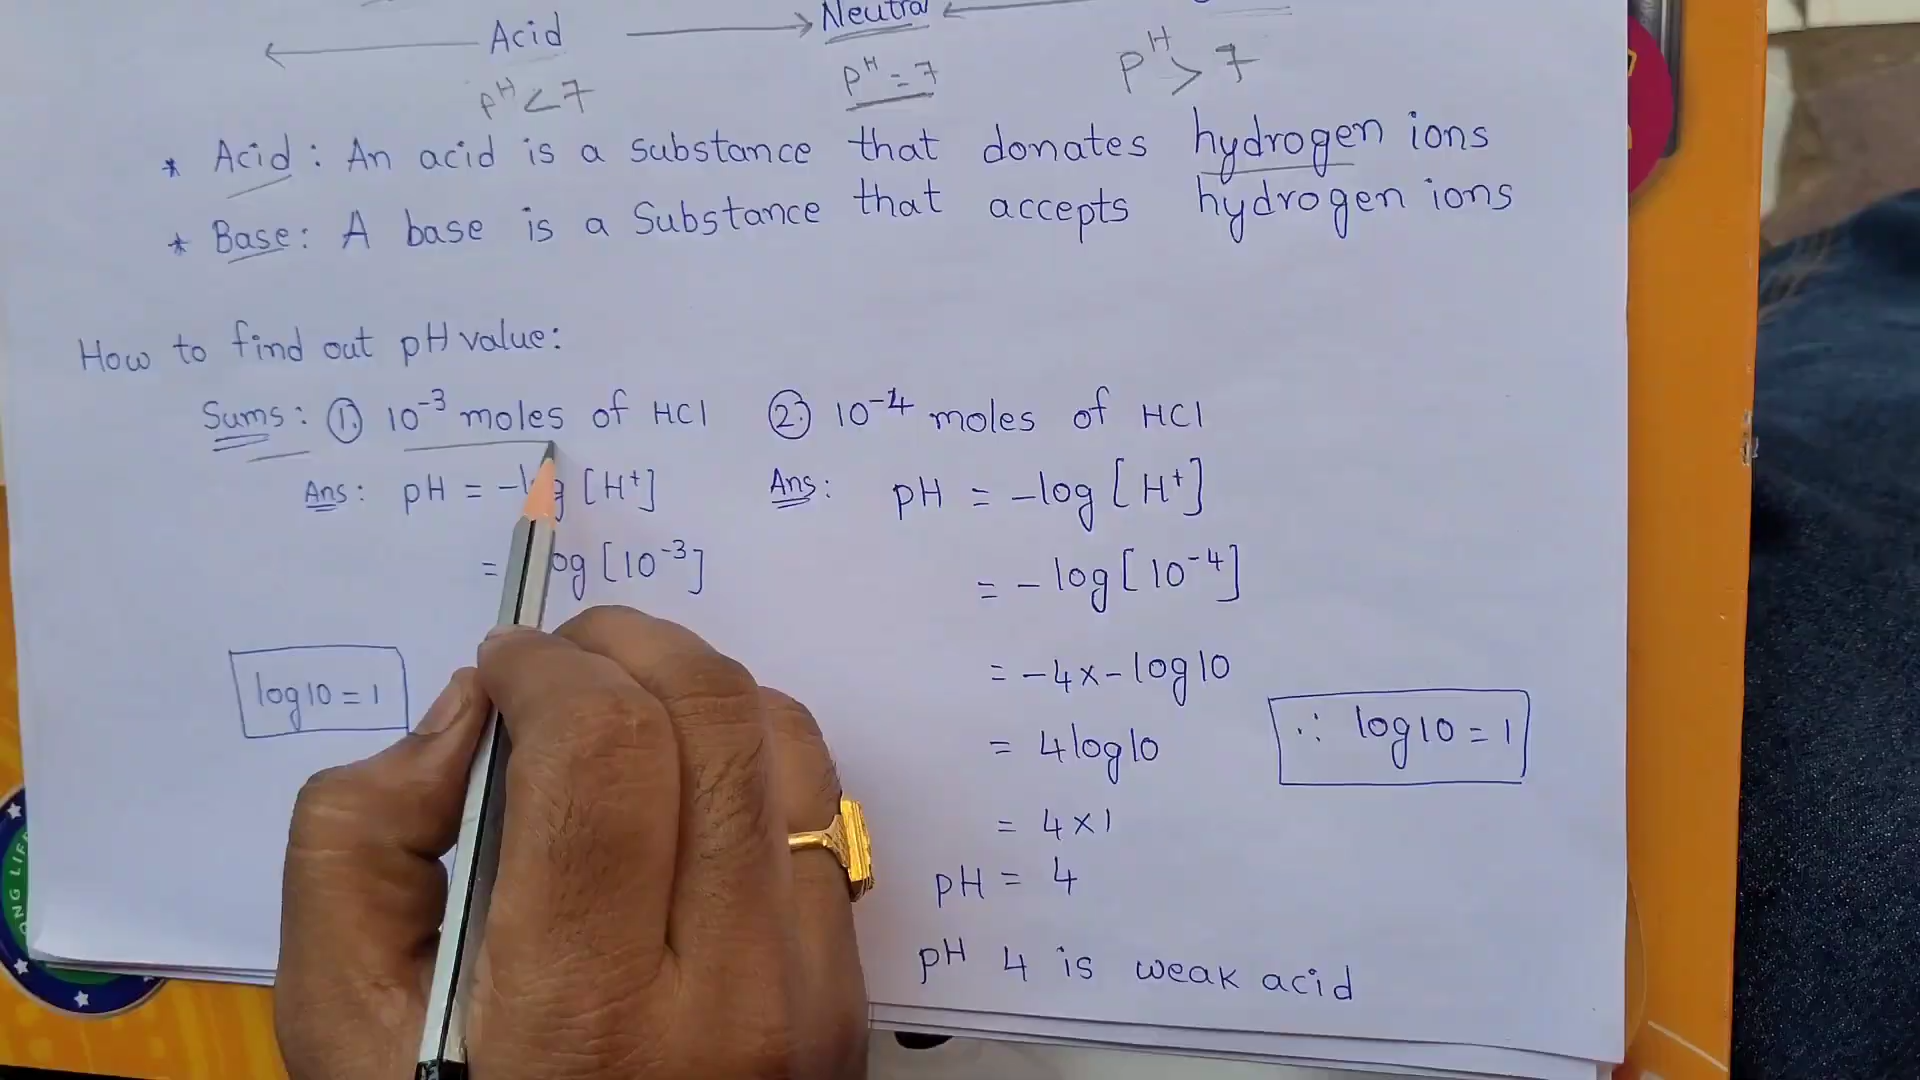 ← Acid → Neutral ←
pH < 7 pH = 7 pH > 7
* Acid: An acid is a substance that donates hydrogen ions
* Base: A base is a Substance that accepts hydrogen ions
How to find out pH value:
Sums: ① 10⁻³ moles of HCl
Ans: pH = -log [H⁺]
= og [10⁻³]
log10 = 1
② 10⁻⁴ moles of HCl
Ans: pH = -log [H⁺]
= -log [10⁻⁴]
= -4x-log10
= 4log10
= 4x1
∵ log10 = 1
pH = 4
pH 4 is weak acid
ONG LIFE